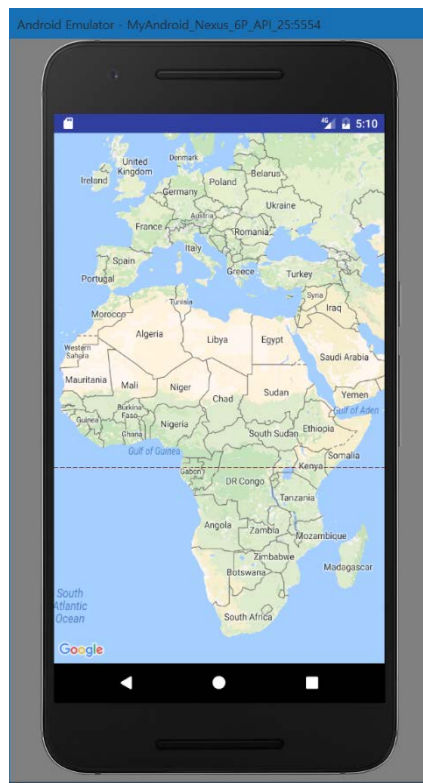 Android Emulator - MyAndroid_Nexus_6P_API_25:5554
5:10
United
Kingdom
Denmark
Ireland
Poland
Belarus
Germany
Ukraine
France
Austria
Romania
Italy
Spain
Portugal
Greece
Turkey
Tunisia
Syria
Morocco
Iraq
Algeria
Libya
Egypt
Western
Sahara
Saudi Arabia
Mauritania
Mali
Niger
Chad
Sudan
Yemen
Gulf of Aden
Burkina
Faso
Guinea
Ghana
Nigeria
Ethiopia
South Sudan
Gulf of Guinea
Somalia
Gabon
Kenya
DR Congo
Tanzania
Angola
Zambia
Mozambique
Zimbabwe
Botswana
Madagascar
South
Atlantic
Ocean
South Africa
Google